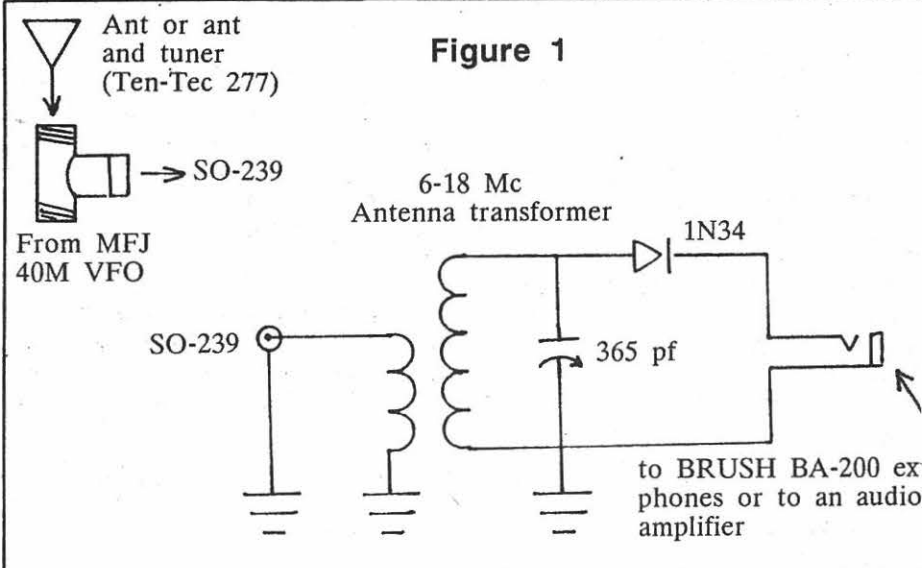 Ant or ant
and tuner
(Ten-Tec 277)
Figure 1
SO-239
6-18 Mc
Antenna transformer
1N34
From MFJ
40M VFO
SO-239
365 pf
to BRUSH BA-200 ex
phones or to an audio
amplifier